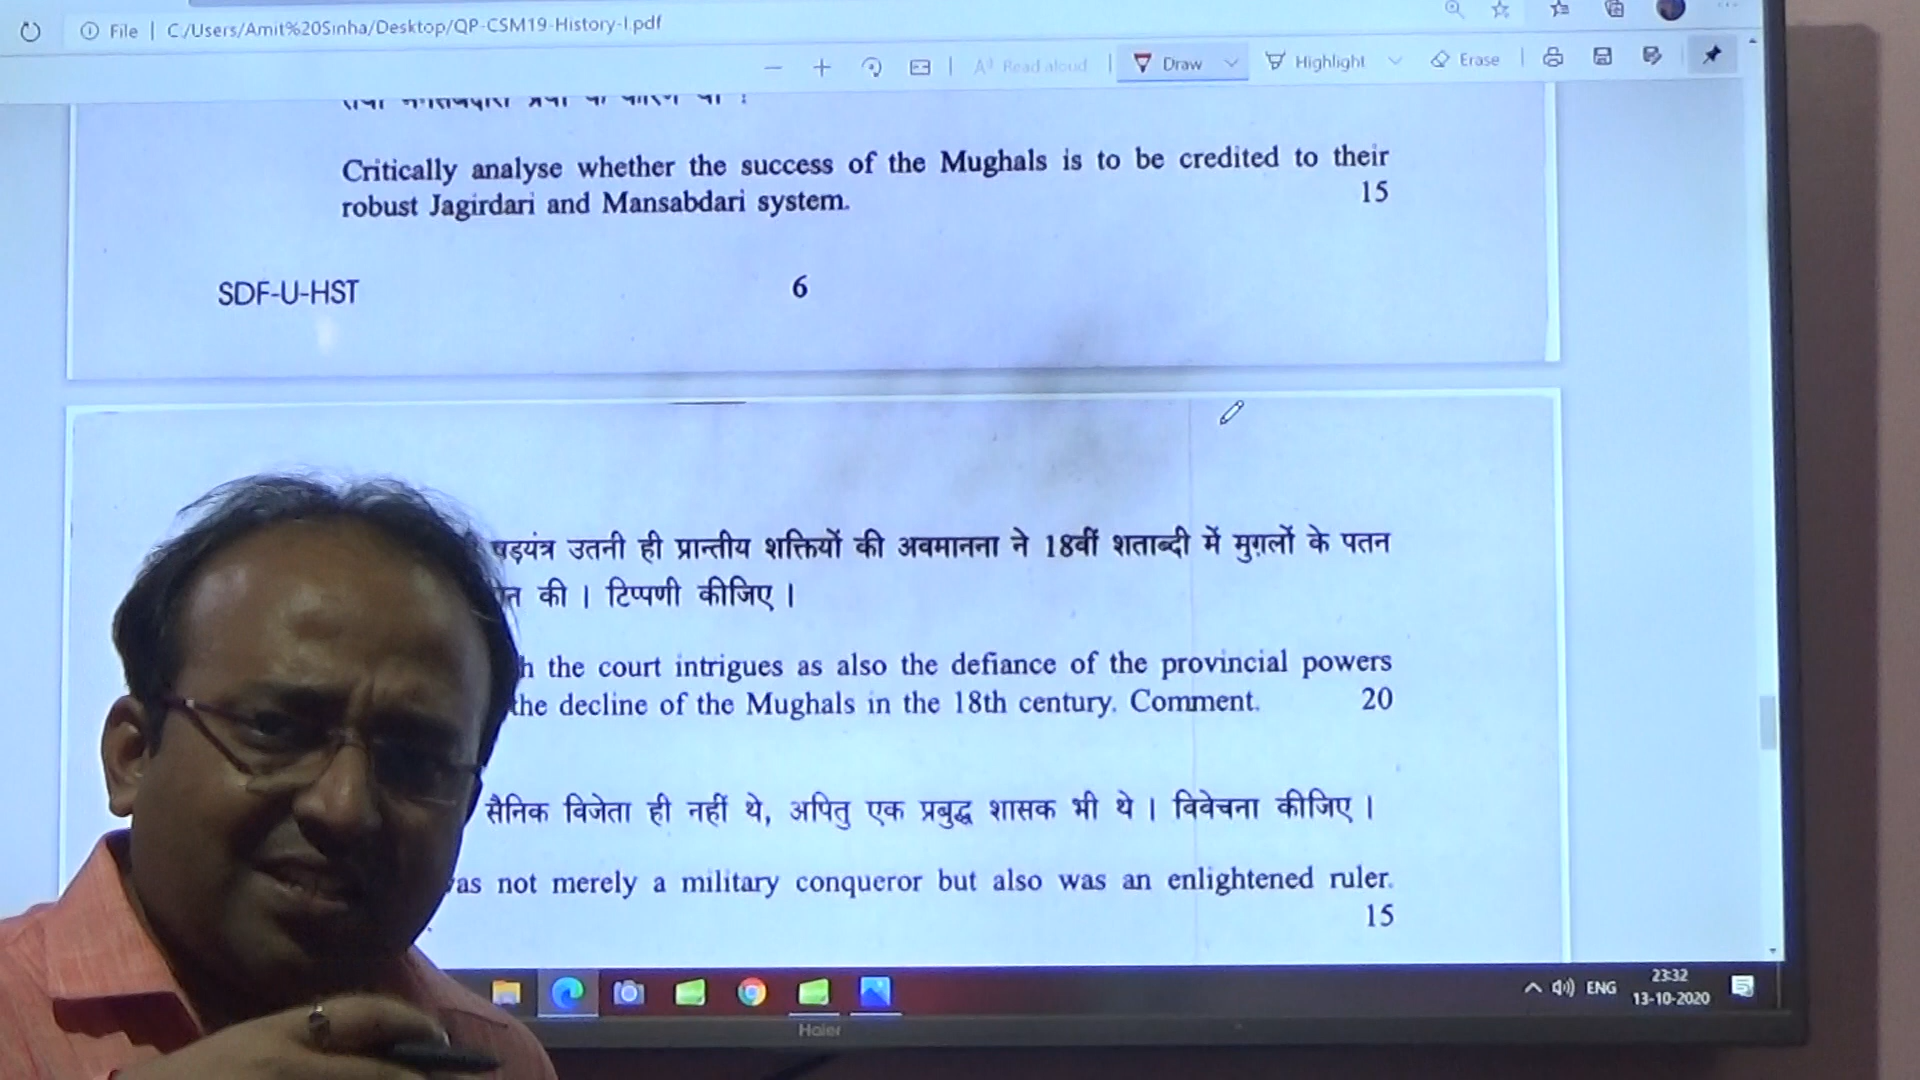 File | C:/Users/Amit%20Sinha/Desktop/QP-CSM19-History-I.pdf
Read aloud Draw Highlight Erase
Critically analyse whether the success of the Mughals is to be credited to their
robust Jagirdari and Mansabdari system. 15
SDF-U-HST 6
षड़यंत्र उतनी ही प्रान्तीय शक्तियों की अवमानना ने 18वीं शताब्दी में मुग़लों के पतन
की । टिप्पणी कीजिए ।
the court intrigues as also the defiance of the provincial powers
the decline of the Mughals in the 18th century. Comment. 20
सैनिक विजेता ही नहीं थे, अपितु एक प्रबुद्ध शासक भी थे । विवेचना कीजिए ।
as not merely a military conqueror but also was an enlightened ruler.
15
ENG 23:32
13-10-2020
Haier